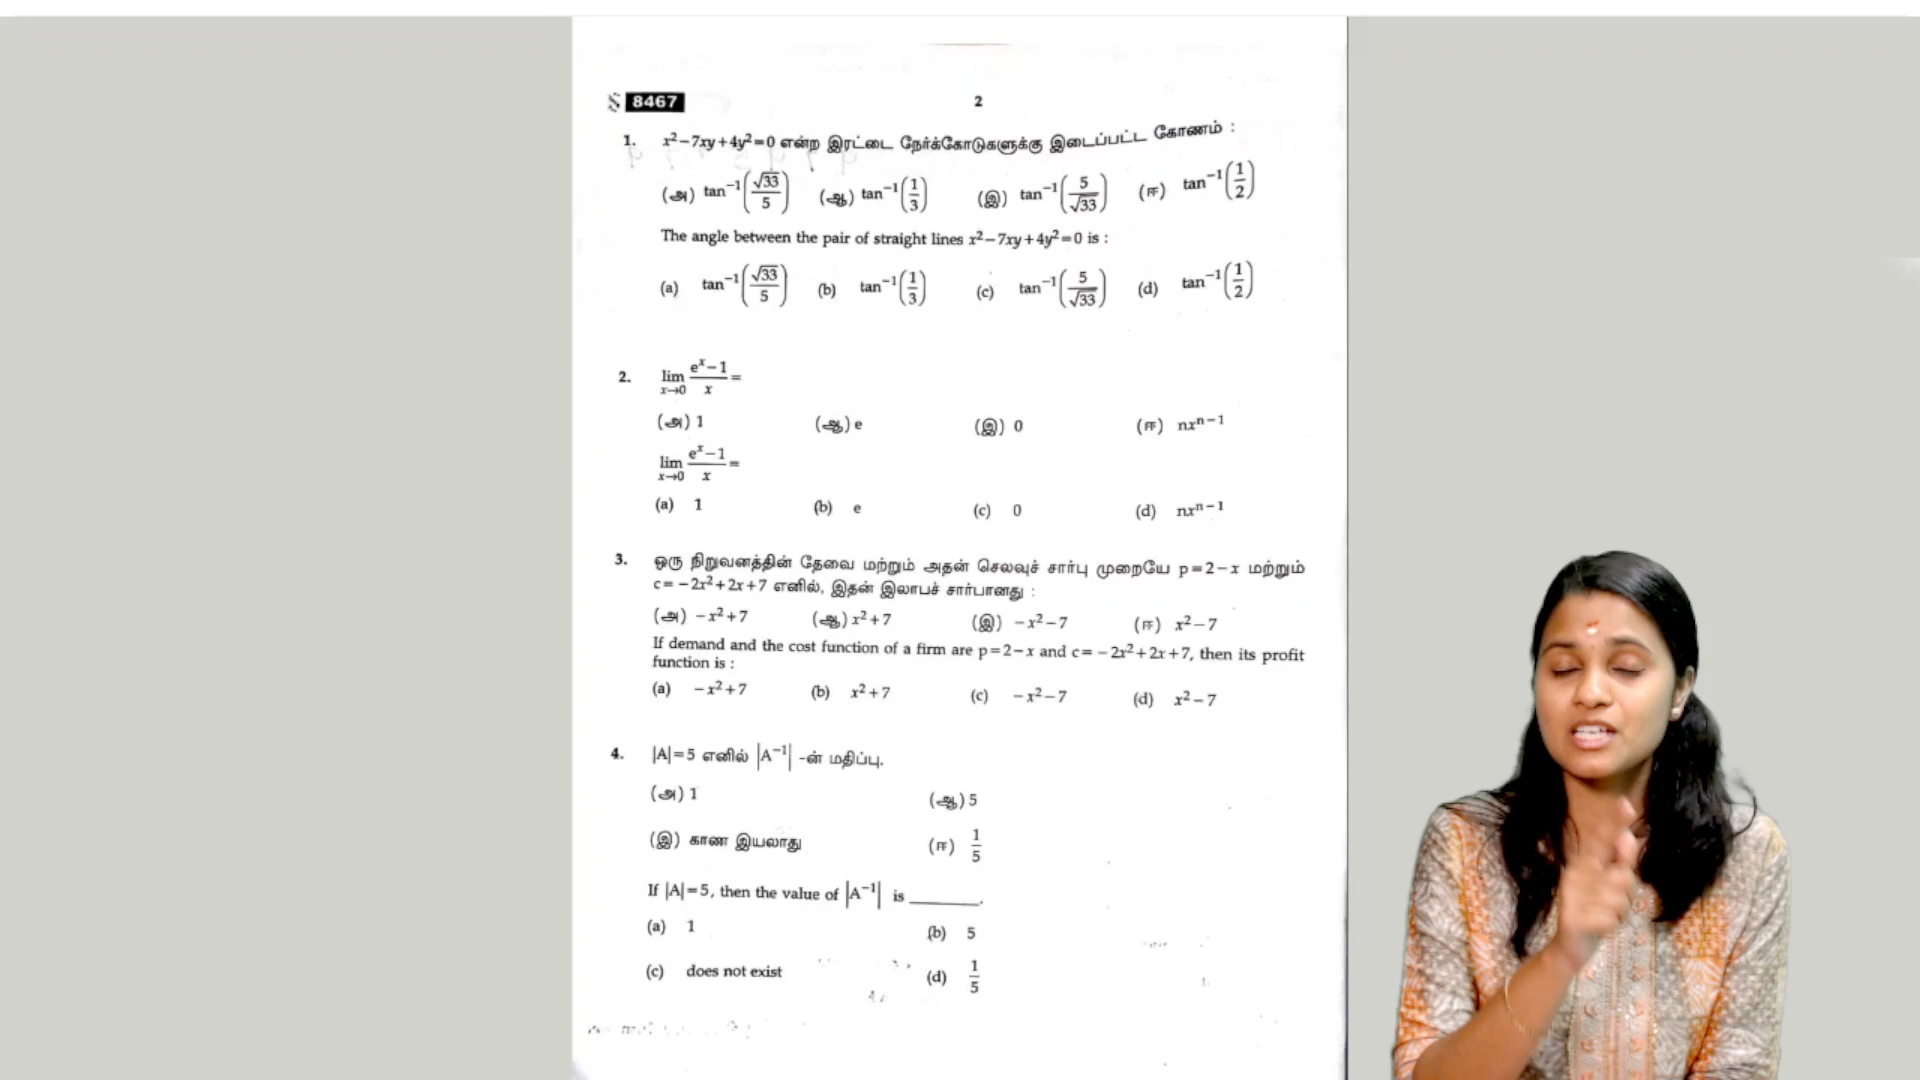 8467
2
1. x²−7xy+4y²=0 என்ற இரட்டை நேர்க்கோடுகளுக்கு இடைப்பட்ட கோணம் :
(அ) tan⁻¹(√33/5) (ஆ) tan⁻¹(1/3) (இ) tan⁻¹(5/√33) (ஈ) tan⁻¹(1/2)
The angle between the pair of straight lines x²−7xy+4y²=0 is :
(a) tan⁻¹(√33/5) (b) tan⁻¹(1/3) (c) tan⁻¹(5/√33) (d) tan⁻¹(1/2)
2. lim x→0 (eˣ−1)/x =
(அ) 1 (ஆ) e (இ) 0 (ஈ) nxⁿ⁻¹
lim x→0 (eˣ−1)/x =
(a) 1 (b) e (c) 0 (d) nxⁿ⁻¹
3. ஒரு நிறுவனத்தின் தேவை மற்றும் அதன் செலவுச் சார்பு முறையே p=2−x மற்றும்
c=−2x²+2x+7 எனில், இதன் இலாபச் சார்பானது :
(அ) −x²+7 (ஆ) x²+7 (இ) −x²−7 (ஈ) x²−7
If demand and the cost function of a firm are p=2−x and c=−2x²+2x+7, then its profit
function is :
(a) −x²+7 (b) x²+7 (c) −x²−7 (d) x²−7
4. |A|=5 எனில் |A⁻¹| -ன் மதிப்பு.
(அ) 1 (ஆ) 5
(இ) காண இயலாது (ஈ) 1/5
If |A|=5, then the value of |A⁻¹| is ________.
(a) 1 (b) 5
(c) does not exist (d) 1/5